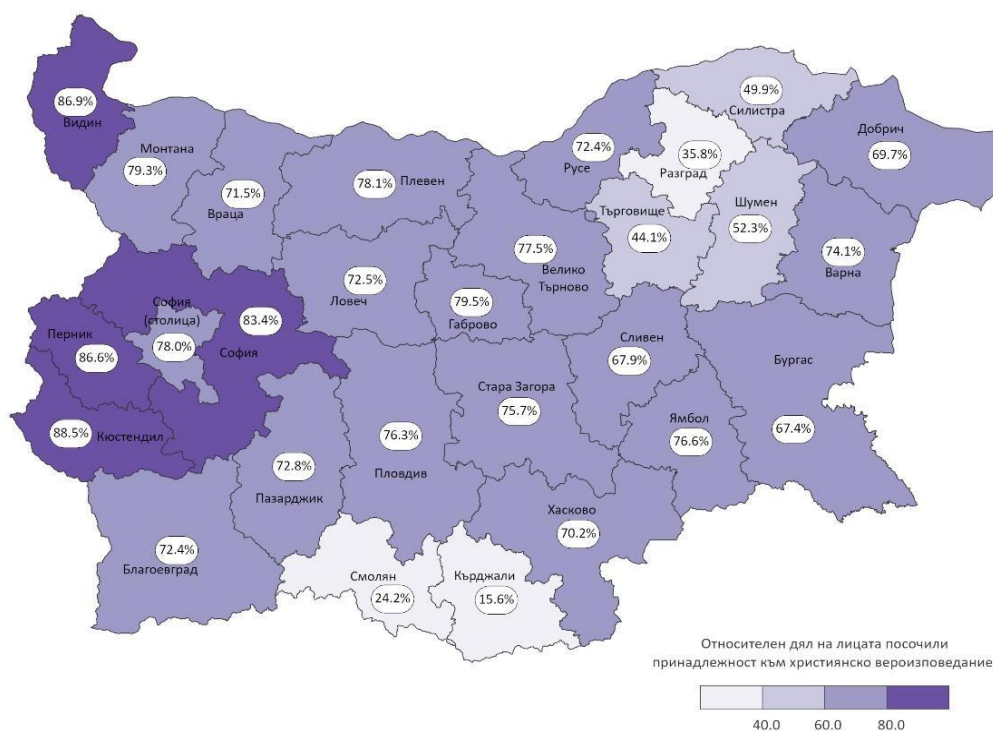 86.9%
Видин
Монтана
79.3%
71.5%
Враца
78.1%
Плевен
72.4%
Русе
35.8%
Разград
49.9%
Силистра
Добрич
69.7%
Търговище
44.1%
Шумен
52.3%
74.1%
Варна
77.5%
Велико
Търново
72.5%
Ловеч
79.5%
Габрово
София
(столица)
78.0%
83.4%
София
Перник
86.6%
88.5%
Кюстендил
Сливен
67.9%
Бургас
67.4%
Стара Загора
75.7%
Ямбол
76.6%
76.3%
Пловдив
72.8%
Пазарджик
Хасково
70.2%
72.4%
Благоевград
Смолян
24.2%
Кърджали
15.6%
Относителен дял на лицата посочили
принадлежност към християнско вероизповедание
40.0 60.0 80.0